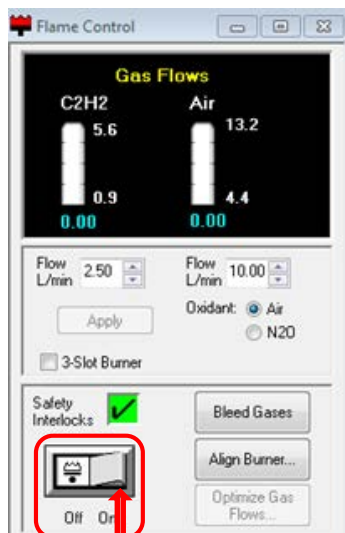 Flame Control
Gas Flows
C2H2 Air
5.6 13.2
0.9 4.4
0.00 0.00
Flow L/min 2.50 Flow L/min 10.00
Apply Oxidant: Air
N2O
3-Slot Burner
Safety Interlocks Bleed Gases
Align Burner...
Optimize Gas Flows...
Off On